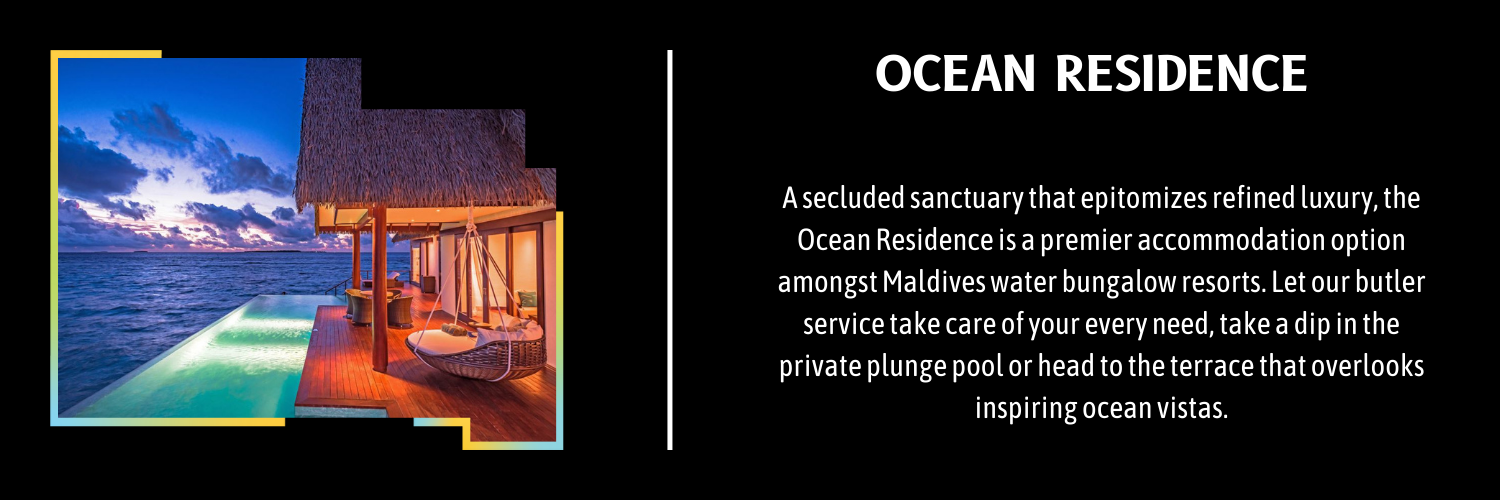 OCEAN RESIDENCE
A secluded sanctuary that epitomizes refined luxury, the
Ocean Residence is a premier accommodation option
amongst Maldives water bungalow resorts. Let our butler
service take care of your every need, take a dip in the
private plunge pool or head to the terrace that overlooks
inspiring ocean vistas.